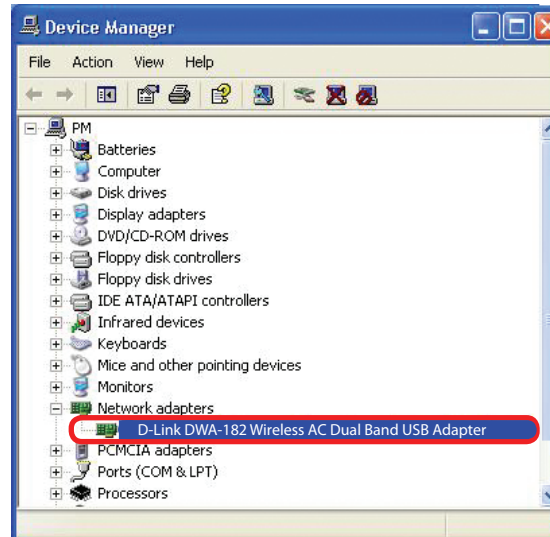 Device Manager
File Action View Help
PM
Batteries
Computer
Disk drives
Display adapters
DVD/CD-ROM drives
Floppy disk controllers
Floppy disk drives
IDE ATA/ATAPI controllers
Infrared devices
Keyboards
Mice and other pointing devices
Monitors
Network adapters
D-Link DWA-182 Wireless AC Dual Band USB Adapter
PCMCIA adapters
Ports (COM & LPT)
Processors